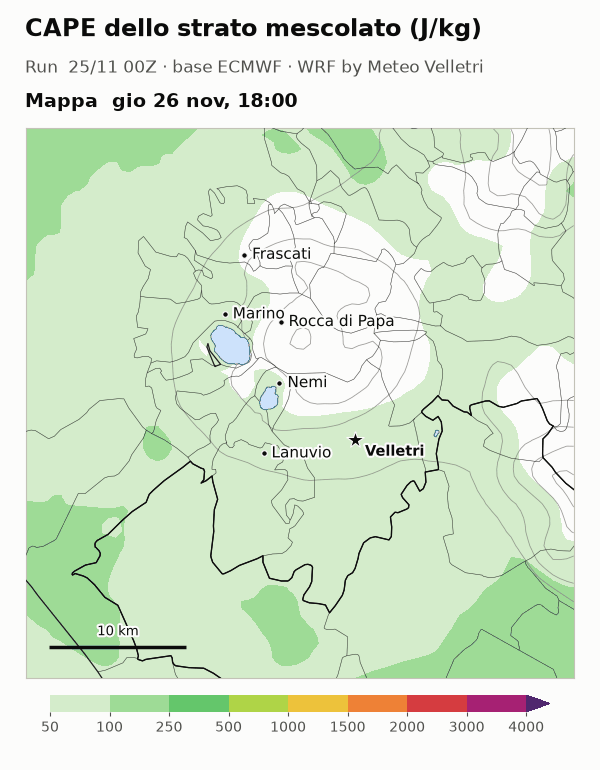 CAPE dello strato mescolato (J/kg)
Run  25/11 00Z · base ECMWF · WRF by Meteo Velletri
Mappa  gio 26 nov, 18:00
Frascati
Marino
Rocca di Papa
Nemi
Velletri
Lanuvio
10 km
50 100 250 500 1000 1500 2000 3000 4000